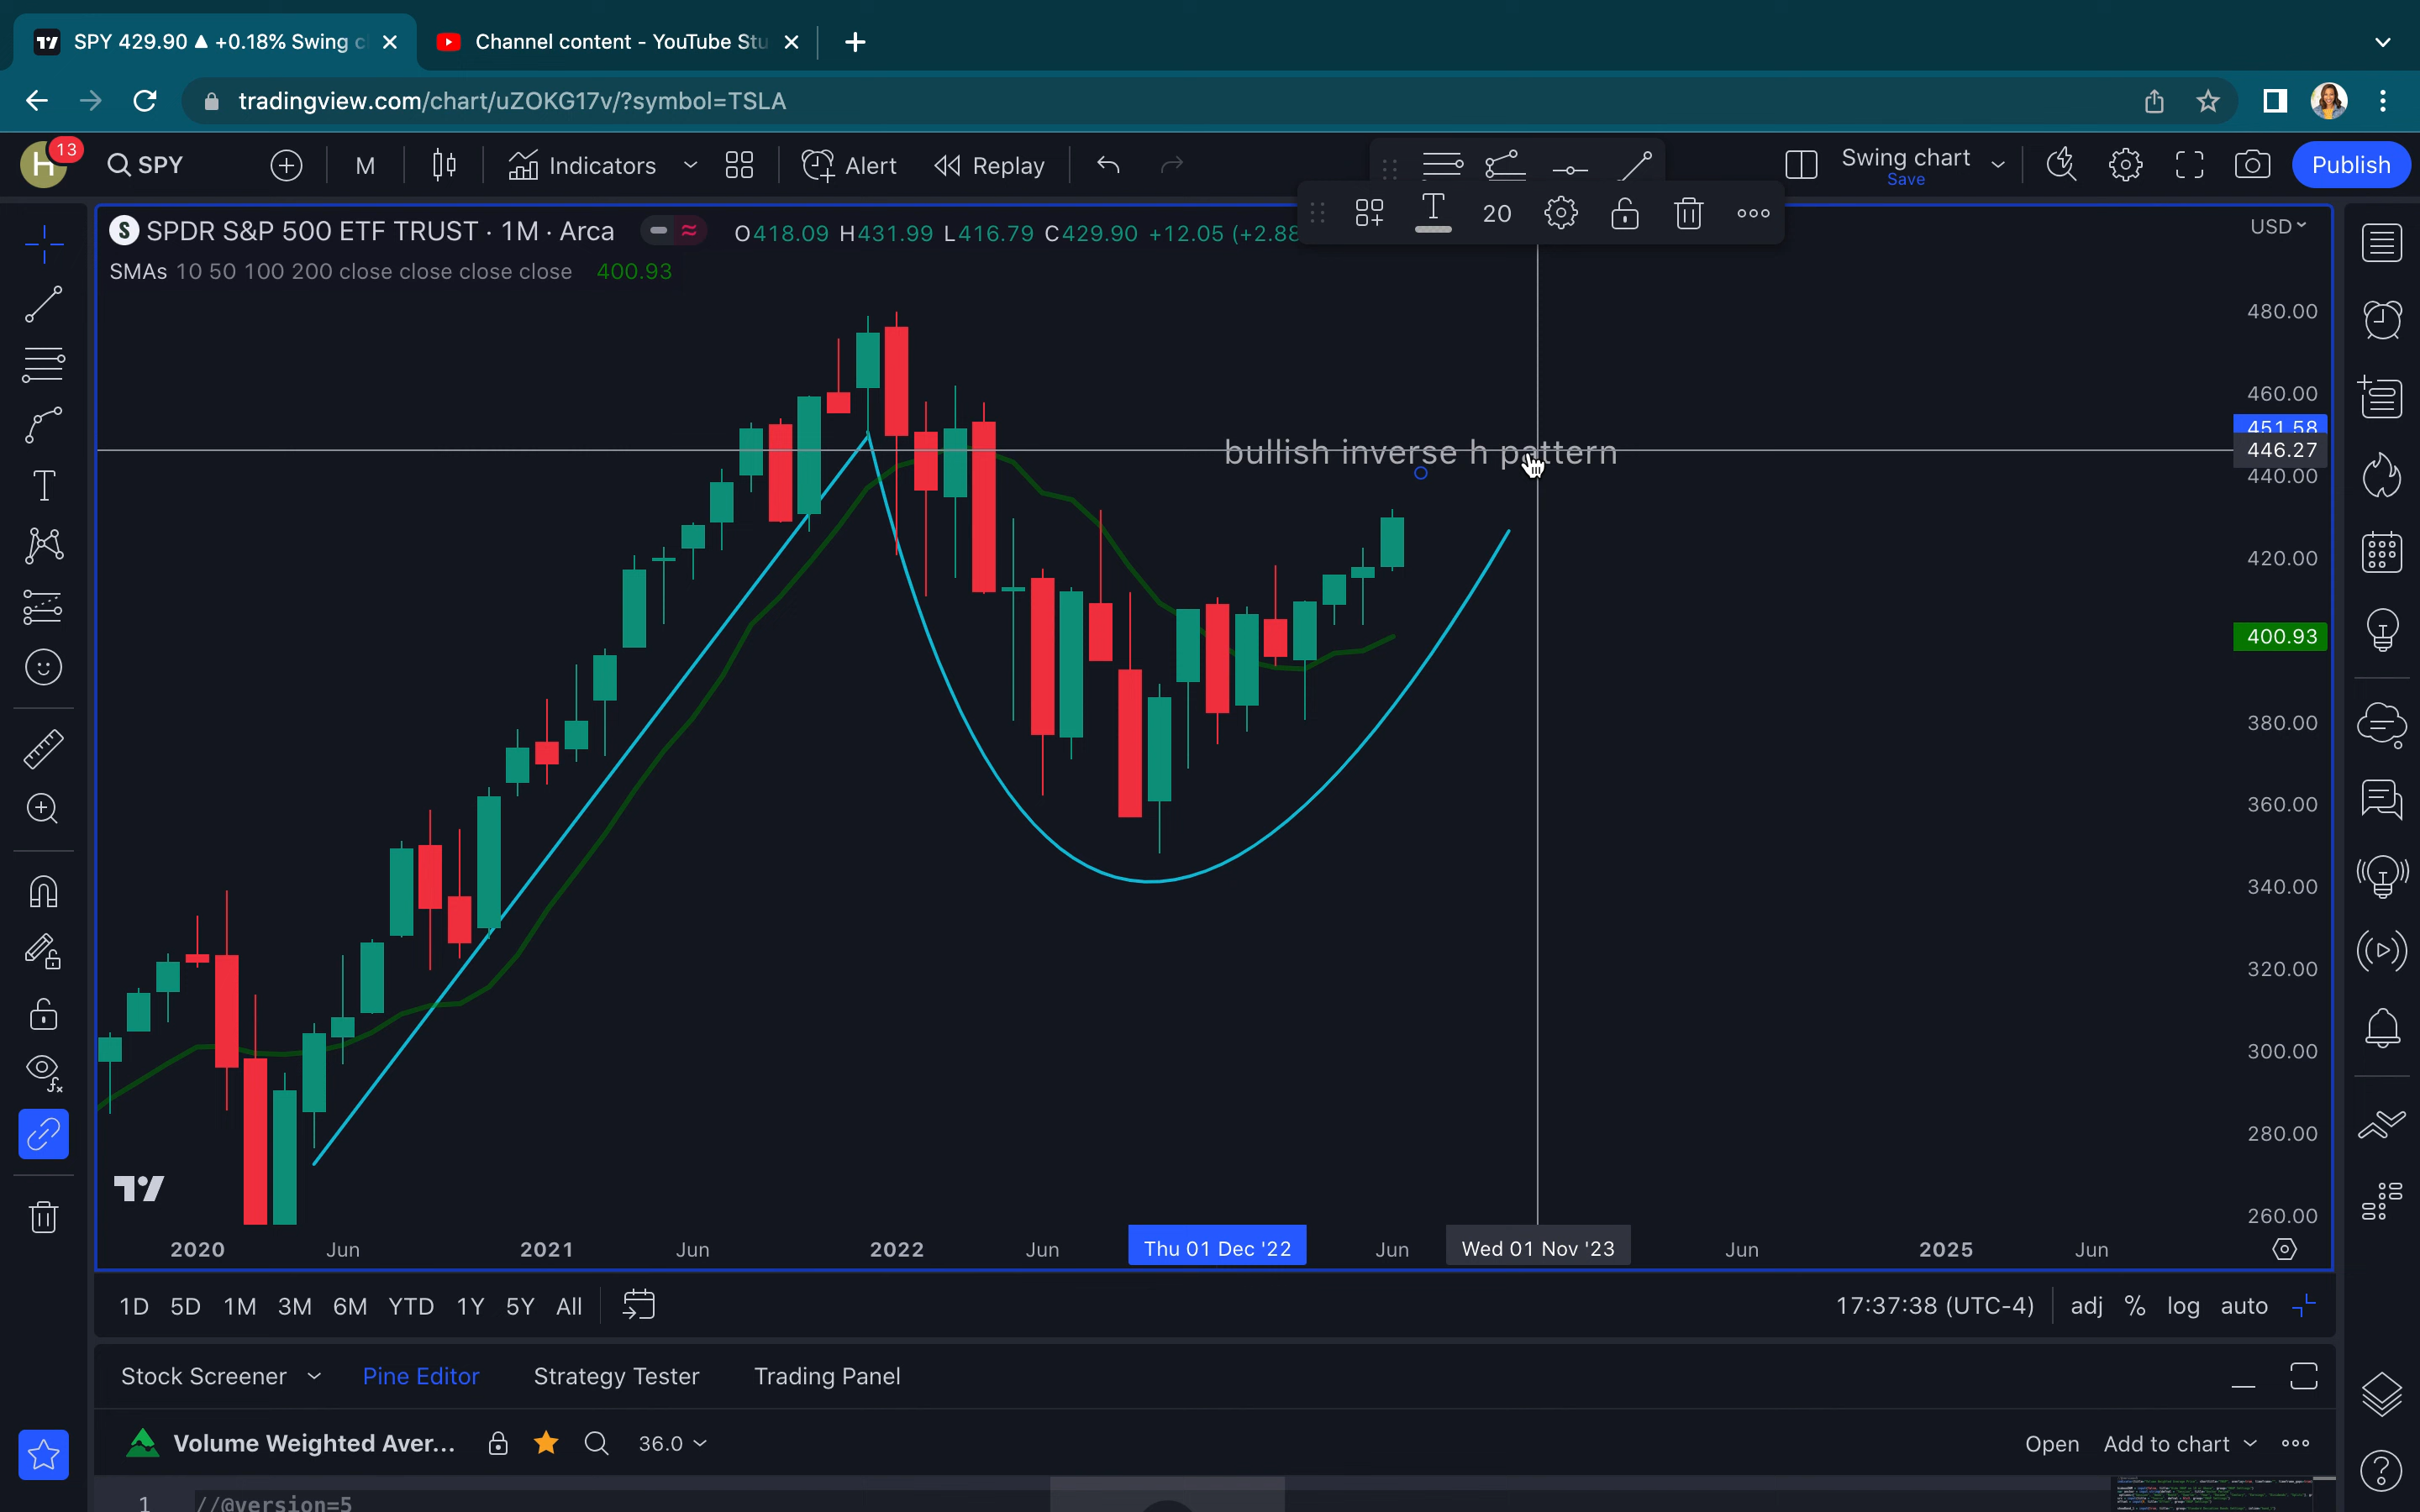 SPY 429.90 ▲ +0.18% Swing c
Channel content - YouTube Stu
tradingview.com/chart/uZOKG17v/?symbol=TSLA
H
13
SPY
M
Indicators
Alert
Replay
Swing chart
Save
Publish
20
S
SPDR S&P 500 ETF TRUST · 1M · Arca
O418.09 H431.99 L416.79 C429.90 +12.05 (+2.88
USD
SMAs 10 50 100 200 close close close close 400.93
480.00
460.00
451.58
bullish inverse h pattern
446.27
440.00
420.00
400.93
380.00
360.00
340.00
320.00
300.00
280.00
260.00
2020 Jun 2021 Jun 2022 Jun Thu 01 Dec '22 Jun Wed 01 Nov '23 Jun 2025 Jun
1D 5D 1M 3M 6M YTD 1Y 5Y All
17:37:38 (UTC-4) adj % log auto
Stock Screener Pine Editor Strategy Tester Trading Panel
Volume Weighted Aver... 36.0
Open Add to chart
1 //@version=5